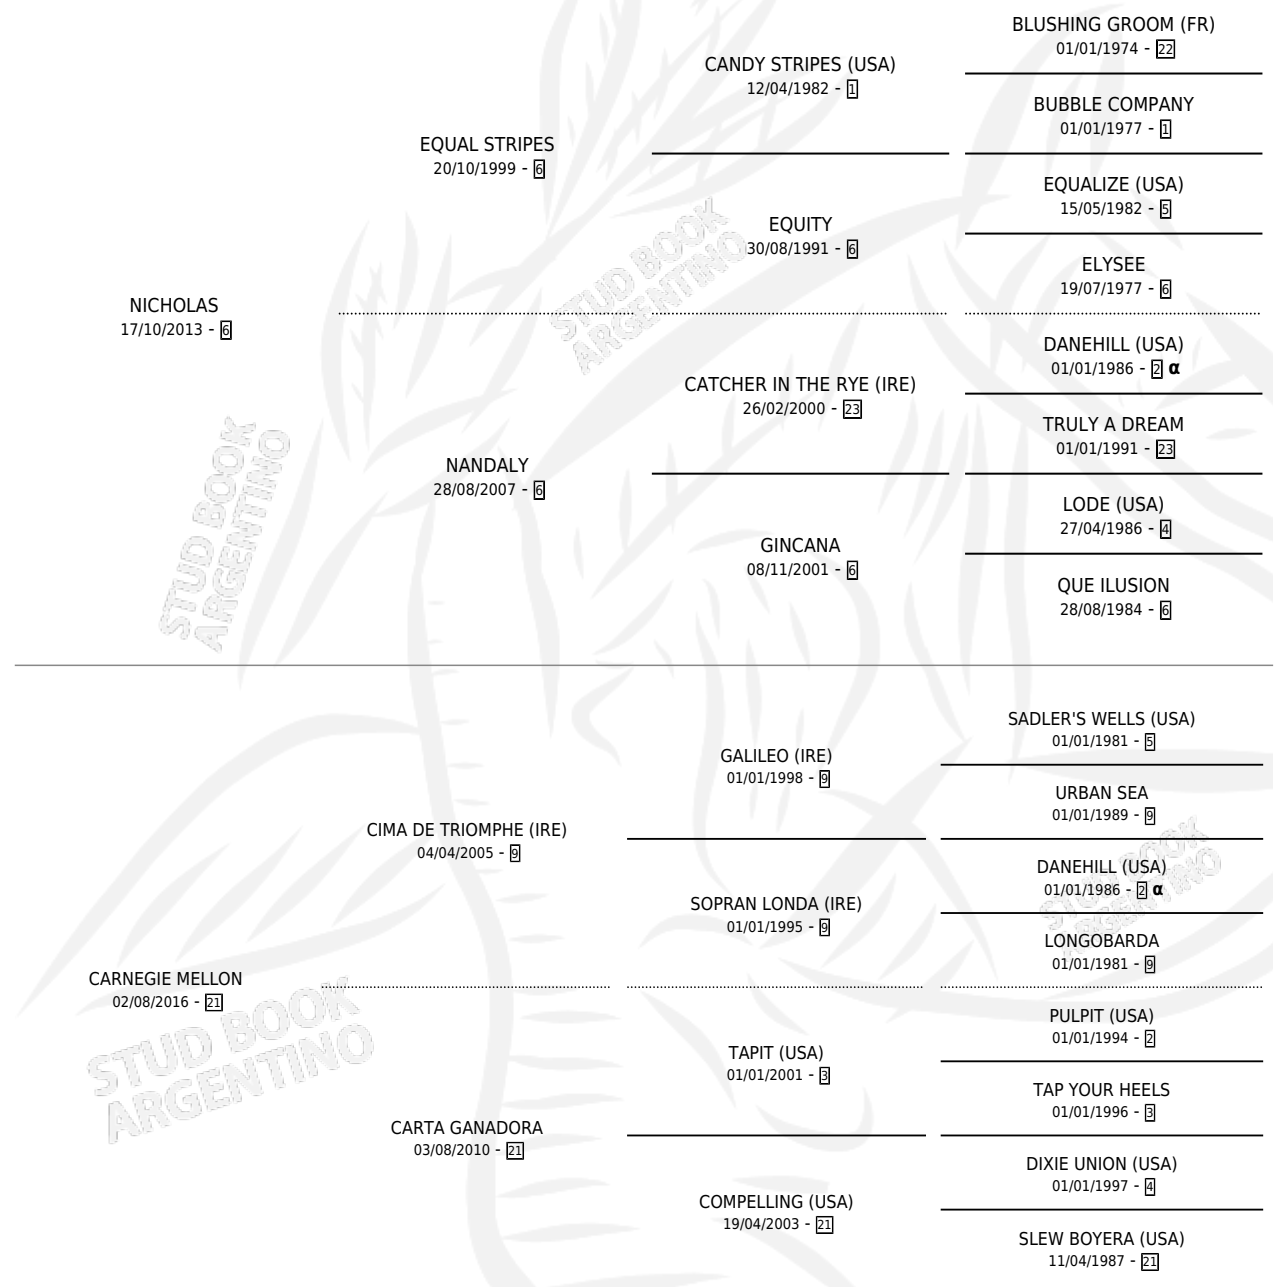 BLUSHING GROOM (FR)
01/01/1974 - 22
CANDY STRIPES (USA)
12/04/1982 - 1
BUBBLE COMPANY
01/01/1977 - 1
EQUAL STRIPES
20/10/1999 - 6
EQUALIZE (USA)
15/05/1982 - 5
EQUITY
30/08/1991 - 6
ELYSEE
19/07/1977 - 6
NICHOLAS
17/10/2013 - 6
DANEHILL (USA)
01/01/1986 - 2 α
CATCHER IN THE RYE (IRE)
26/02/2000 - 23
TRULY A DREAM
01/01/1991 - 23
NANDALY
28/08/2007 - 6
LODE (USA)
27/04/1986 - 4
GINCANA
08/11/2001 - 6
QUE ILUSION
28/08/1984 - 6
STUD BOOK
ARGENTINO
STUD BOOK
ARGENTINO
SADLER'S WELLS (USA)
01/01/1981 - 5
GALILEO (IRE)
01/01/1998 - 9
URBAN SEA
01/01/1989 - 9
CIMA DE TRIOMPHE (IRE)
04/04/2005 - 9
DANEHILL (USA)
01/01/1986 - 2 α
SOPRAN LONDA (IRE)
01/01/1995 - 9
LONGOBARDA
01/01/1981 - 9
CARNEGIE MELLON
02/08/2016 - 21
PULPIT (USA)
01/01/1994 - 2
TAPIT (USA)
01/01/2001 - 3
TAP YOUR HEELS
01/01/1996 - 3
CARTA GANADORA
03/08/2010 - 21
DIXIE UNION (USA)
01/01/1997 - 4
COMPELLING (USA)
19/04/2003 - 21
SLEW BOYERA (USA)
11/04/1987 - 21
STUD BOOK
ARGENTINO
STUD BOOK
ARGENTINO